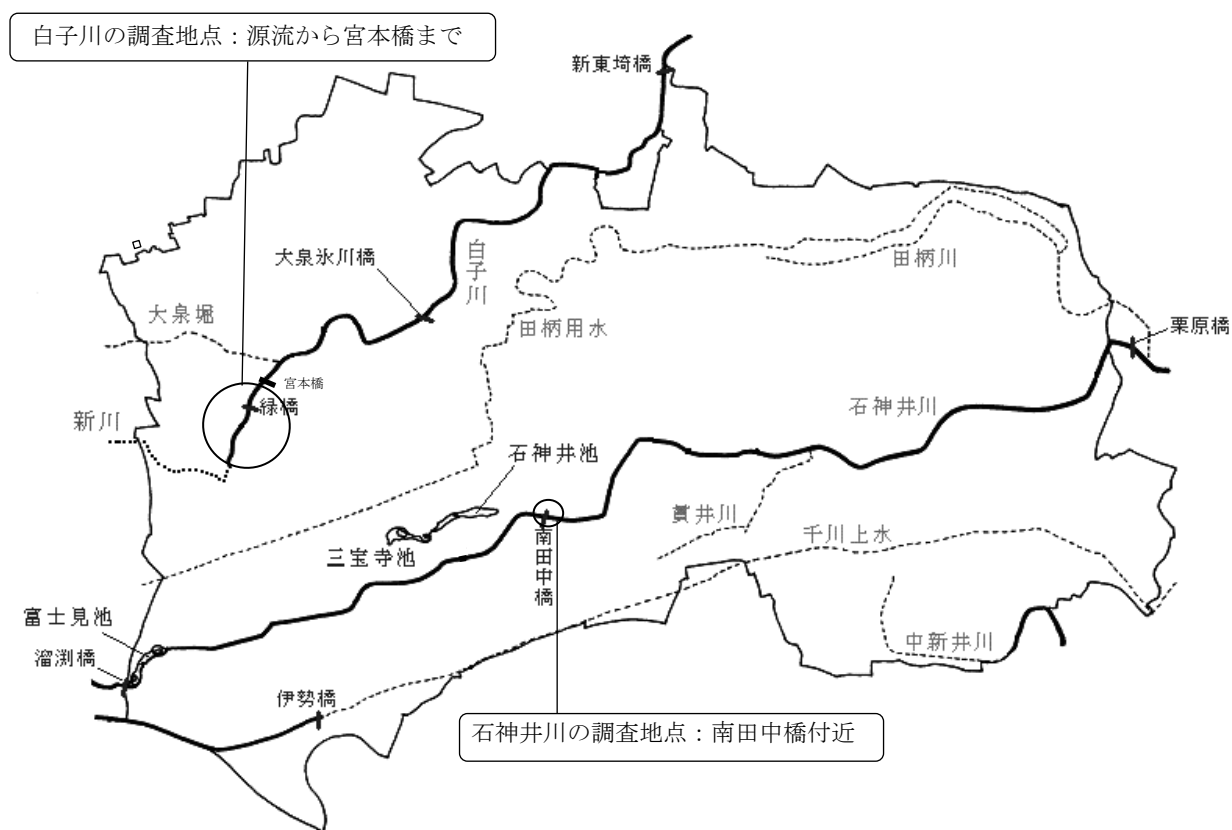 白子川の調査地点：源流から宮本橋まで
新東埼橋
白子川
大泉氷川橋
田柄川
大泉堀
田柄用水
栗原橋
宮本橋
緑橋
新川
石神井川
石神井池
貫井川
千川上水
三宝寺池
南田中橋
富士見池
溜渕橋
中新井川
伊勢橋
石神井川の調査地点：南田中橋付近